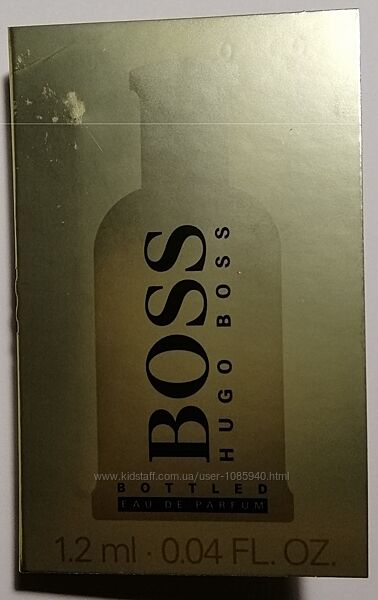 BOSS
HUGO BOSS
www.kidstaff.com.ua/user-1085940.html
BOTTLED
EAU DE PARFUM
1.2 ml · 0.04 FL. OZ.